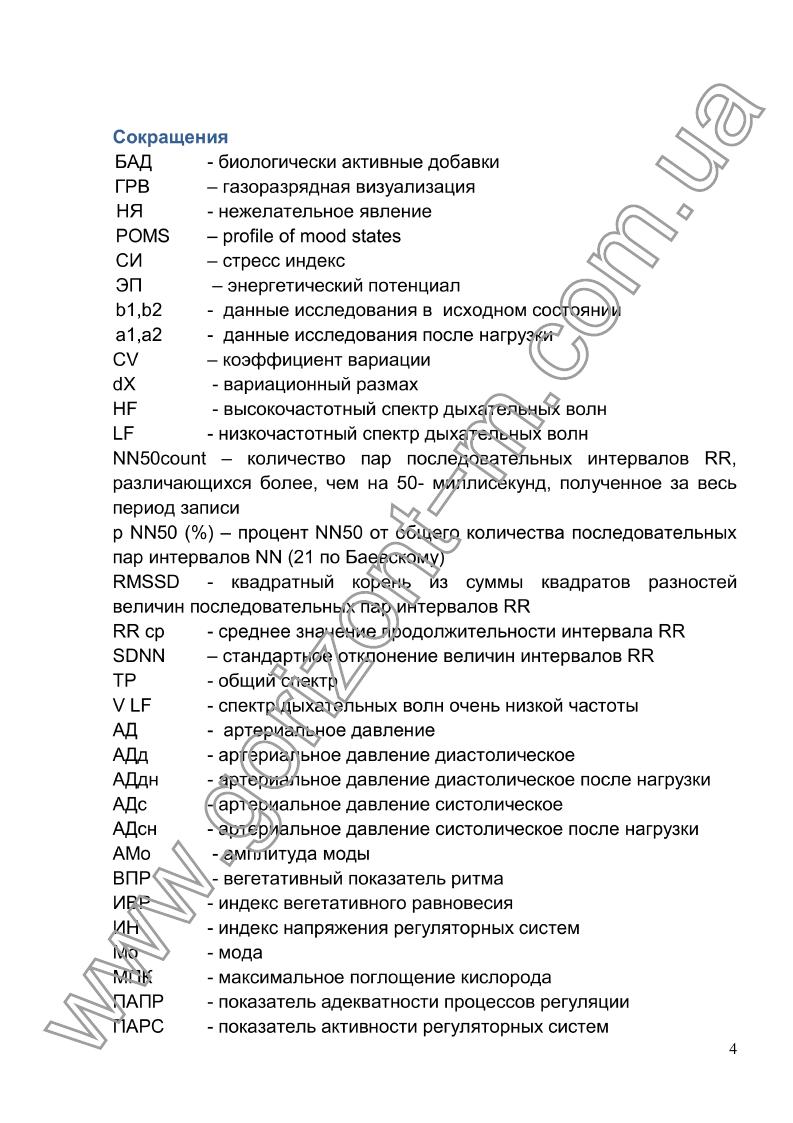 Сокращения
БАД - биологически активные добавки
ГРВ – газоразрядная визуализация
НЯ - нежелательное явление
POMS – profile of mood states
СИ – стресс индекс
ЭП – энергетический потенциал
b1,b2 - данные исследования в исходном состоянии
a1,a2 - данные исследования после нагрузки
CV – коэффициент вариации
dX - вариационный размах
HF - высокочастотный спектр дыхательных волн
LF - низкочастотный спектр дыхательных волн
NN50count – количество пар последовательных интервалов RR,
различающихся более, чем на 50- миллисекунд, полученное за весь
период записи
p NN50 (%) – процент NN50 от общего количества последовательных
пар интервалов NN (21 по Баевскому)
RMSSD - квадратный корень из суммы квадратов разностей
величин последовательных пар интервалов RR
RR ср - среднее значение продолжительности интервала RR
SDNN – стандартное отклонение величин интервалов RR
TP - общий спектр
V LF - спектр дыхательных волн очень низкой частоты
АД - артериальное давление
АДд - артериальное давление диастолическое
АДдн - артериальное давление диастолическое после нагрузки
АДс - артериальное давление систолическое
АДсн - артериальное давление систолическое после нагрузки
АМо - амплитуда моды
ВПР - вегетативный показатель ритма
ИВР - индекс вегетативного равновесия
ИН - индекс напряжения регуляторных систем
Мо - мода
МПК - максимальное поглощение кислорода
ПАПР - показатель адекватности процессов регуляции
ПАРС - показатель активности регуляторных систем
4
www.gorizont-m.com.ua